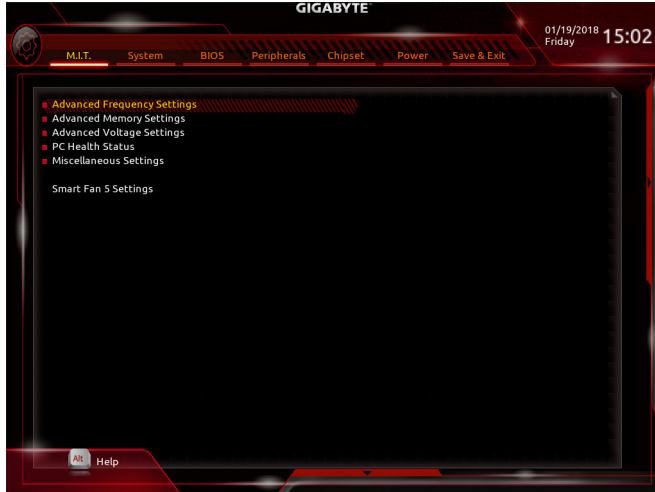 GIGABYTE™
01/19/2018 15:02
Friday
M.I.T. System BIOS Peripherals Chipset Power Save & Exit
Advanced Frequency Settings
Advanced Memory Settings
Advanced Voltage Settings
PC Health Status
Miscellaneous Settings
Smart Fan 5 Settings
Alt Help